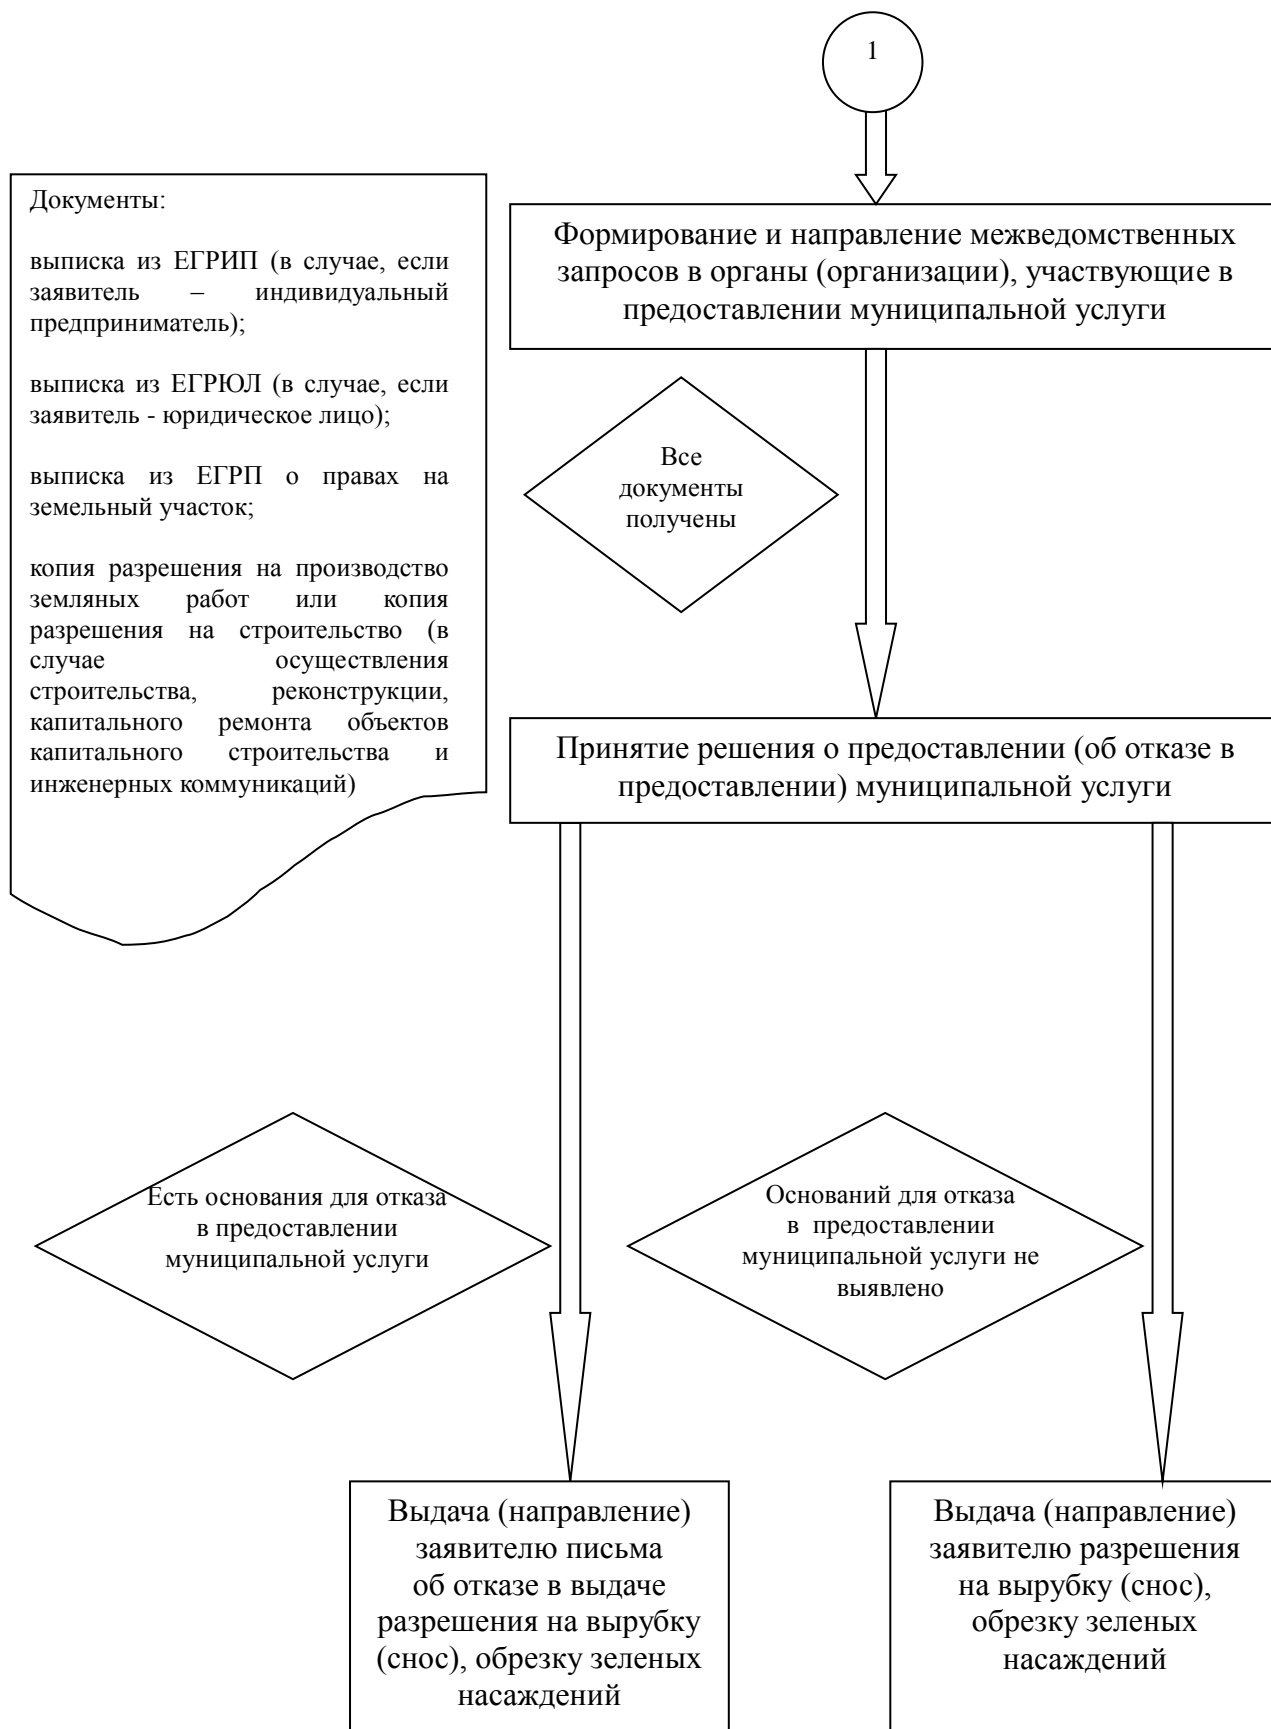 1
Документы:
выписка из ЕГРИП (в случае, если
заявитель – индивидуальный
предприниматель);
выписка из ЕГРЮЛ (в случае, если
заявитель - юридическое лицо);
выписка из ЕГРП о правах на
земельный участок;
копия разрешения на производство
земляных работ или копия
разрешения на строительство (в
случае осуществления
строительства, реконструкции,
капитального ремонта объектов
капитального строительства и
инженерных коммуникаций)
Формирование и направление межведомственных
запросов в органы (организации), участвующие в
предоставлении муниципальной услуги
Все
документы
получены
Принятие решения о предоставлении (об отказе в
предоставлении) муниципальной услуги
Есть основания для отказа
в предоставлении
муниципальной услуги
Оснований для отказа
в предоставлении
муниципальной услуги не
выявлено
Выдача (направление)
заявителю письма
об отказе в выдаче
разрешения на вырубку
(снос), обрезку зеленых
насаждений
Выдача (направление)
заявителю разрешения
на вырубку (снос),
обрезку зеленых
насаждений